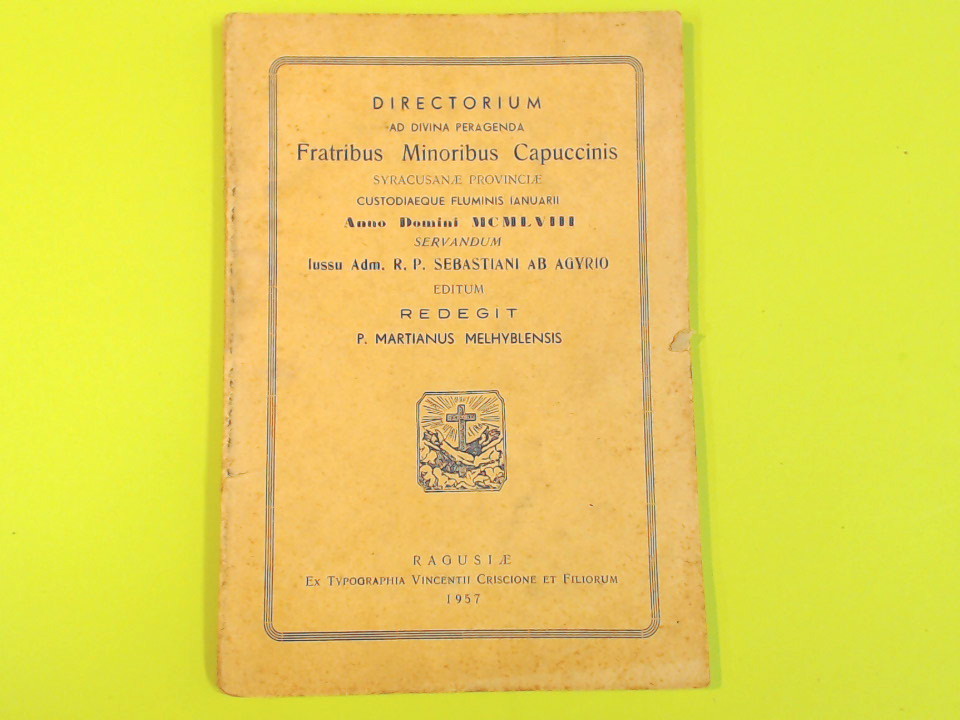 DIRECTORIUM
AD DIVINA PERAGENDA
Fratribus Minoribus Capuccinis
SYRACUSANÆ PROVINCIÆ
CUSTODIAEQUE FLUMINIS IANUARII
Anno Domini MCMLVIII
SERVANDUM
Iussu Adm. R. P. SEBASTIANI AB AGYRIO
EDITUM
REDEGIT
P. MARTIANUS MELHYBLENSIS
RAGUSIÆ
EX TYPOGRAPHIA VINCENTII CRISCIONE ET FILIORUM
1957